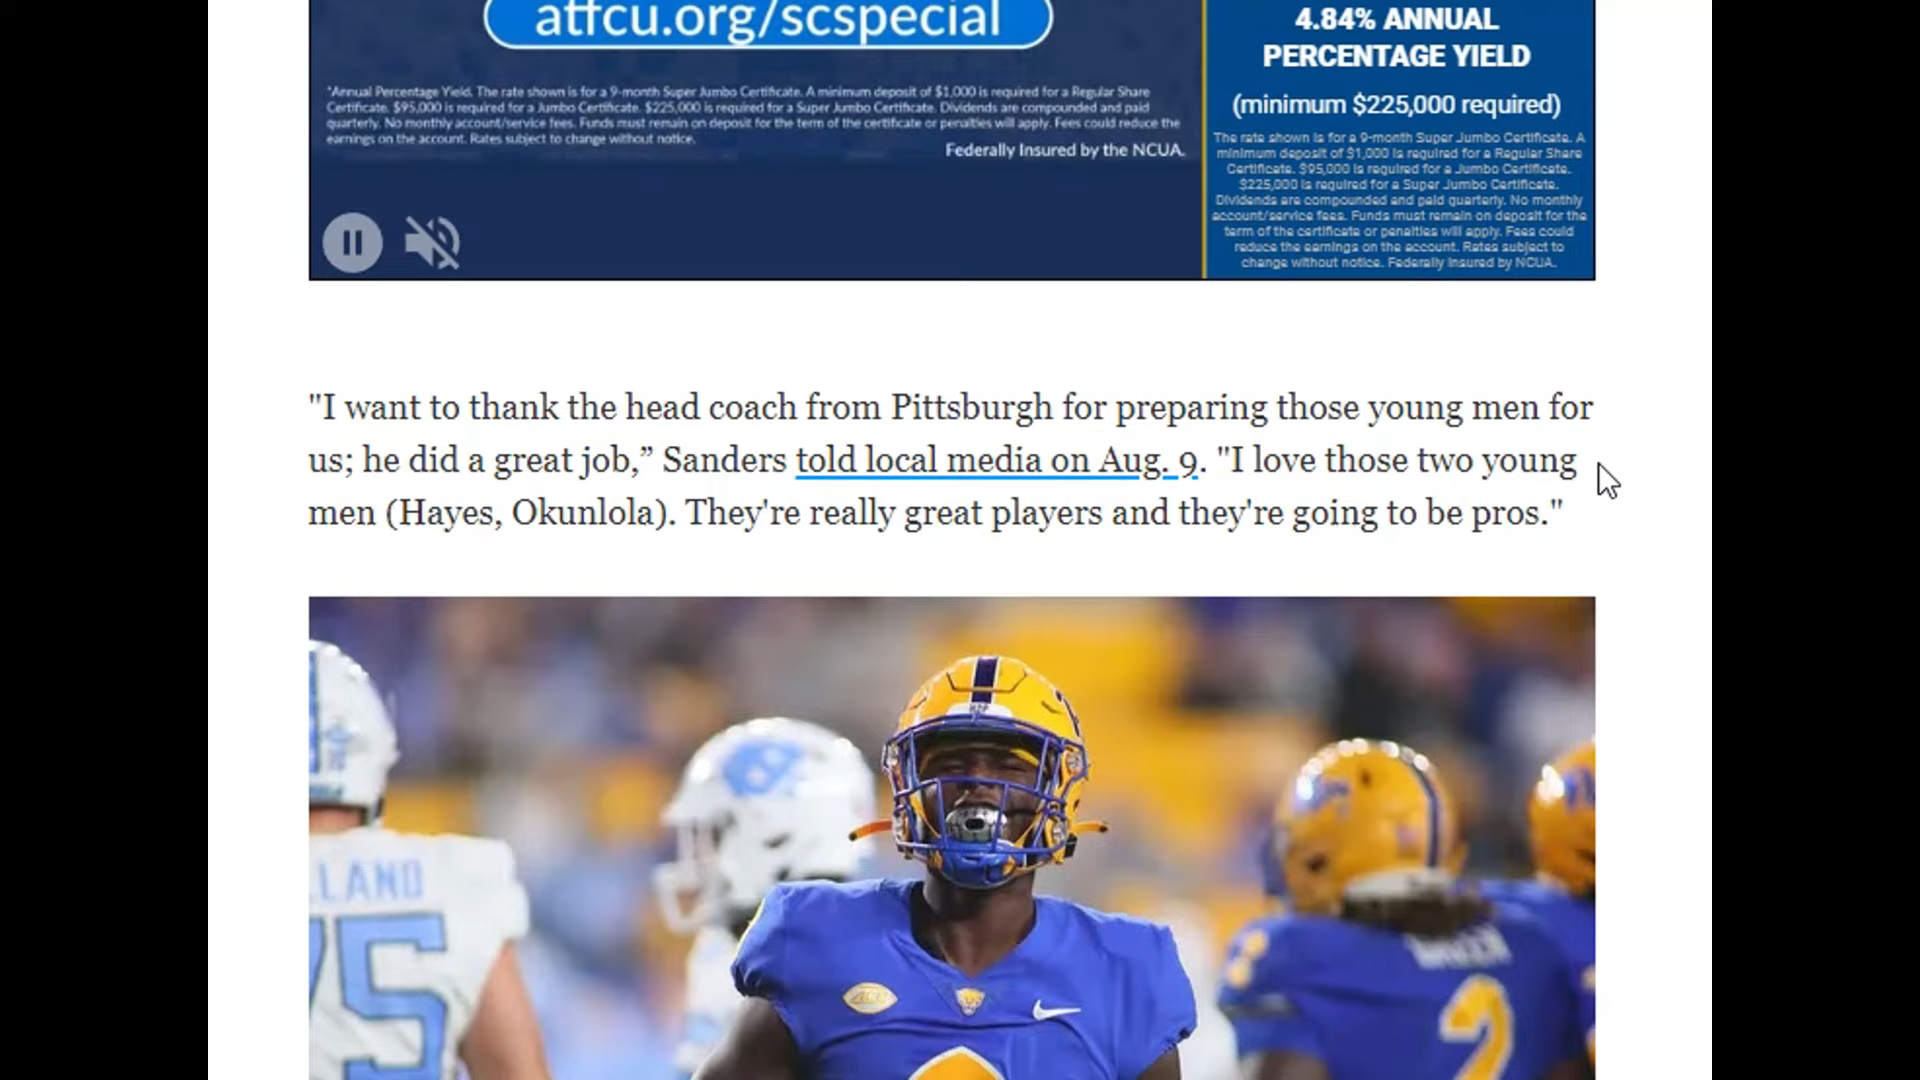 atfcu.org/scspecial
*Annual Percentage Yield. The rate shown is for a 9-month Super Jumbo Certificate. A minimum deposit of $1,000 is required for a Regular Share
Certificate. $95,000 is required for a Jumbo Certificate. $225,000 is required for a Super Jumbo Certificate. Dividends are compounded and paid
quarterly. No monthly account/service fees. Funds must remain on deposit for the term of the certificate or penalties will apply. Fees could reduce the
earnings on the account. Rates subject to change without notice.
Federally Insured by the NCUA.
4.84% ANNUAL
PERCENTAGE YIELD
(minimum $225,000 required)
The rate shown is for a 9-month Super Jumbo Certificate. A
minimum deposit of $1,000 is required for a Regular Share
Certificate. $95,000 is required for a Jumbo Certificate.
$225,000 is required for a Super Jumbo Certificate.
Dividends are compounded and paid quarterly. No monthly
account/service fees. Funds must remain on deposit for the
term of the certificate or penalties will apply. Fees could
reduce the earnings on the account. Rates subject to
change without notice. Federally Insured by NCUA.
"I want to thank the head coach from Pittsburgh for preparing those young men for
us; he did a great job,” Sanders told local media on Aug. 9. "I love those two young
men (Hayes, Okunlola). They're really great players and they're going to be pros."
LLAND
75
ACC
2